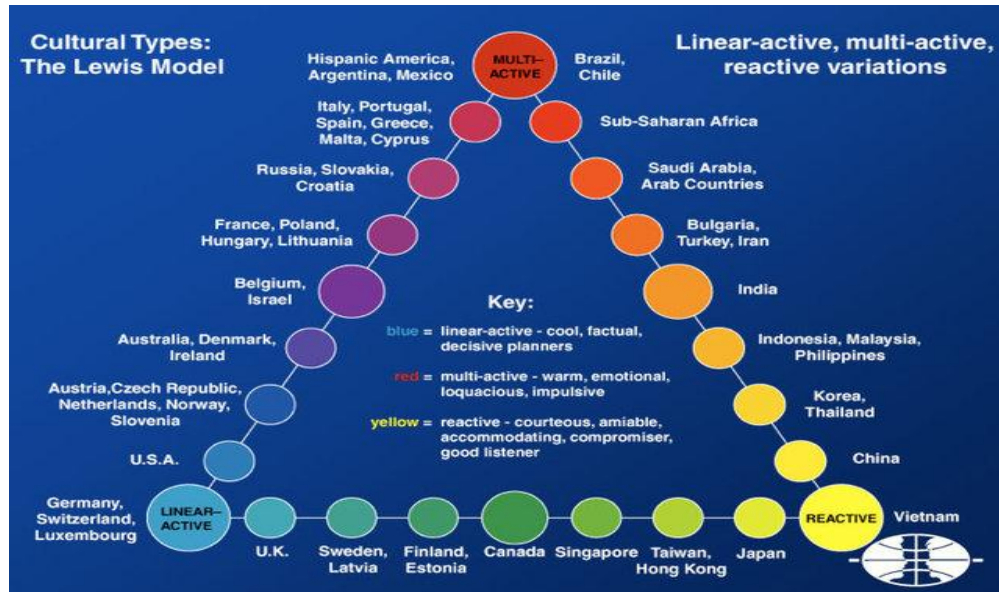 Cultural Types:
The Lewis Model
Linear-active, multi-active,
reactive variations
Hispanic America,
Argentina, Mexico
MULTI–
ACTIVE
Brazil,
Chile
Italy, Portugal,
Spain, Greece,
Malta, Cyprus
Sub-Saharan Africa
Russia, Slovakia,
Croatia
Saudi Arabia,
Arab Countries
France, Poland,
Hungary, Lithuania
Bulgaria,
Turkey, Iran
Belgium,
Israel
India
Key:
blue = linear-active - cool, factual,
decisive planners
red = multi-active - warm, emotional,
loquacious, impulsive
yellow = reactive - courteous, amiable,
accommodating, compromiser,
good listener
Australia, Denmark,
Ireland
Indonesia, Malaysia,
Philippines
Austria,Czech Republic,
Netherlands, Norway,
Slovenia
Korea,
Thailand
U.S.A.
China
Germany,
Switzerland,
Luxembourg
LINEAR–
ACTIVE
REACTIVE
Vietnam
U.K.
Sweden,
Latvia
Finland,
Estonia
Canada
Singapore
Taiwan,
Hong Kong
Japan